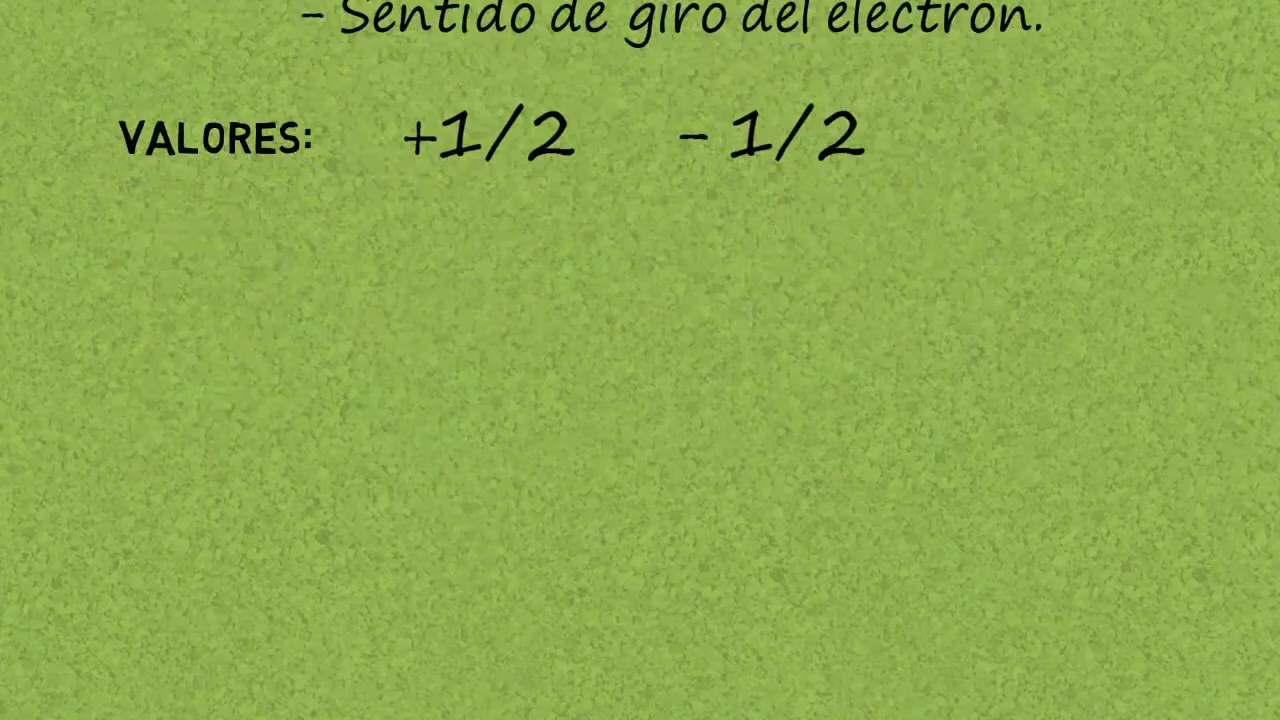 - Sentido de giro del electrón.
VALORES: +1/2 - 1/2